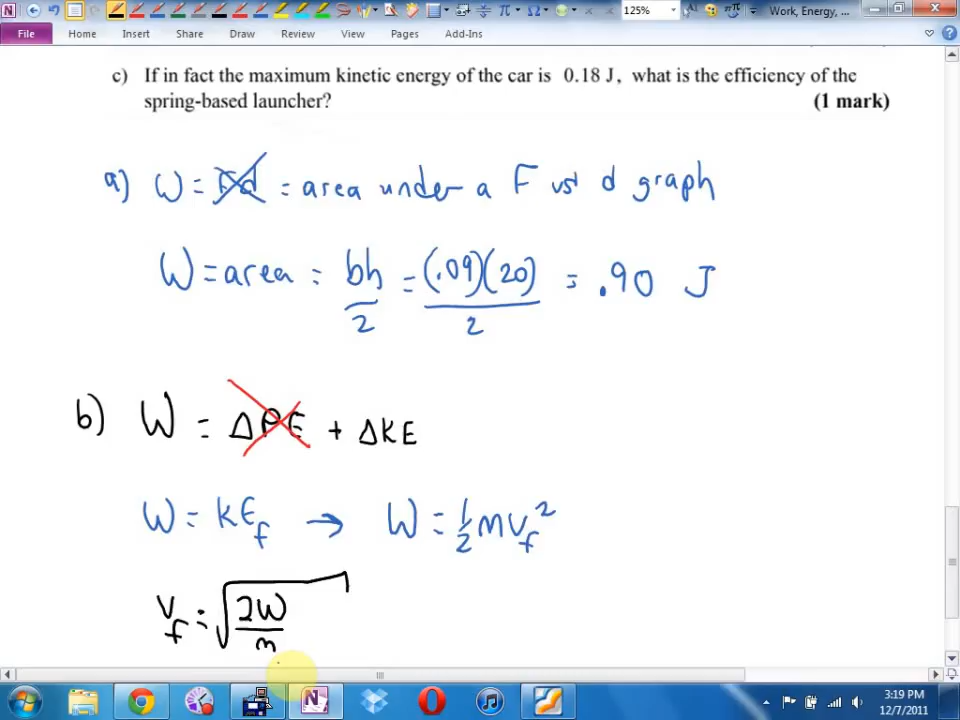 125%
Work, Energy, ...
File Home Insert Share Draw Review View Pages Add-Ins
c) If in fact the maximum kinetic energy of the car is 0.18 J, what is the efficiency of the
spring-based launcher? (1 mark)
a) W = Fd = area under a F vs d graph
W = area = bh/2 = (.09)(20)/2 = .90 J
b) W = ΔPE + ΔKE
W = KEf → W = 1/2 mvf²
vf = √(2W/m)
3:19 PM
12/7/2011